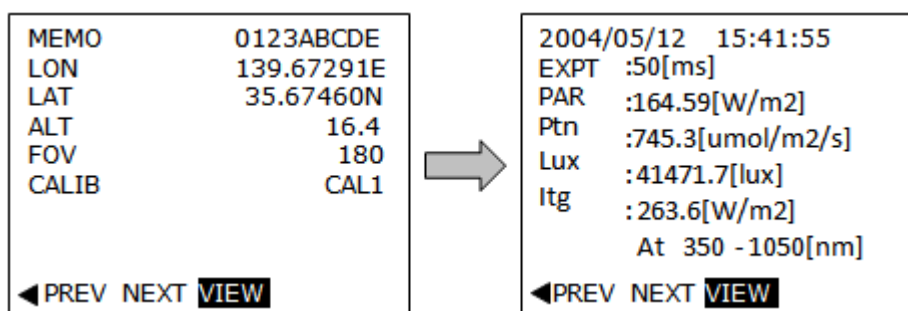 MEMO 0123ABCDE
LON 139.67291E
LAT 35.67460N
ALT 16.4
FOV 180
CALIB CAL1
◀PREV NEXT VIEW
2004/05/12 15:41:55
EXPT :50[ms]
PAR :164.59[W/m2]
Ptn :745.3[umol/m2/s]
Lux :41471.7[lux]
Itg :263.6[W/m2]
At 350 -1050[nm]
◀PREV NEXT VIEW